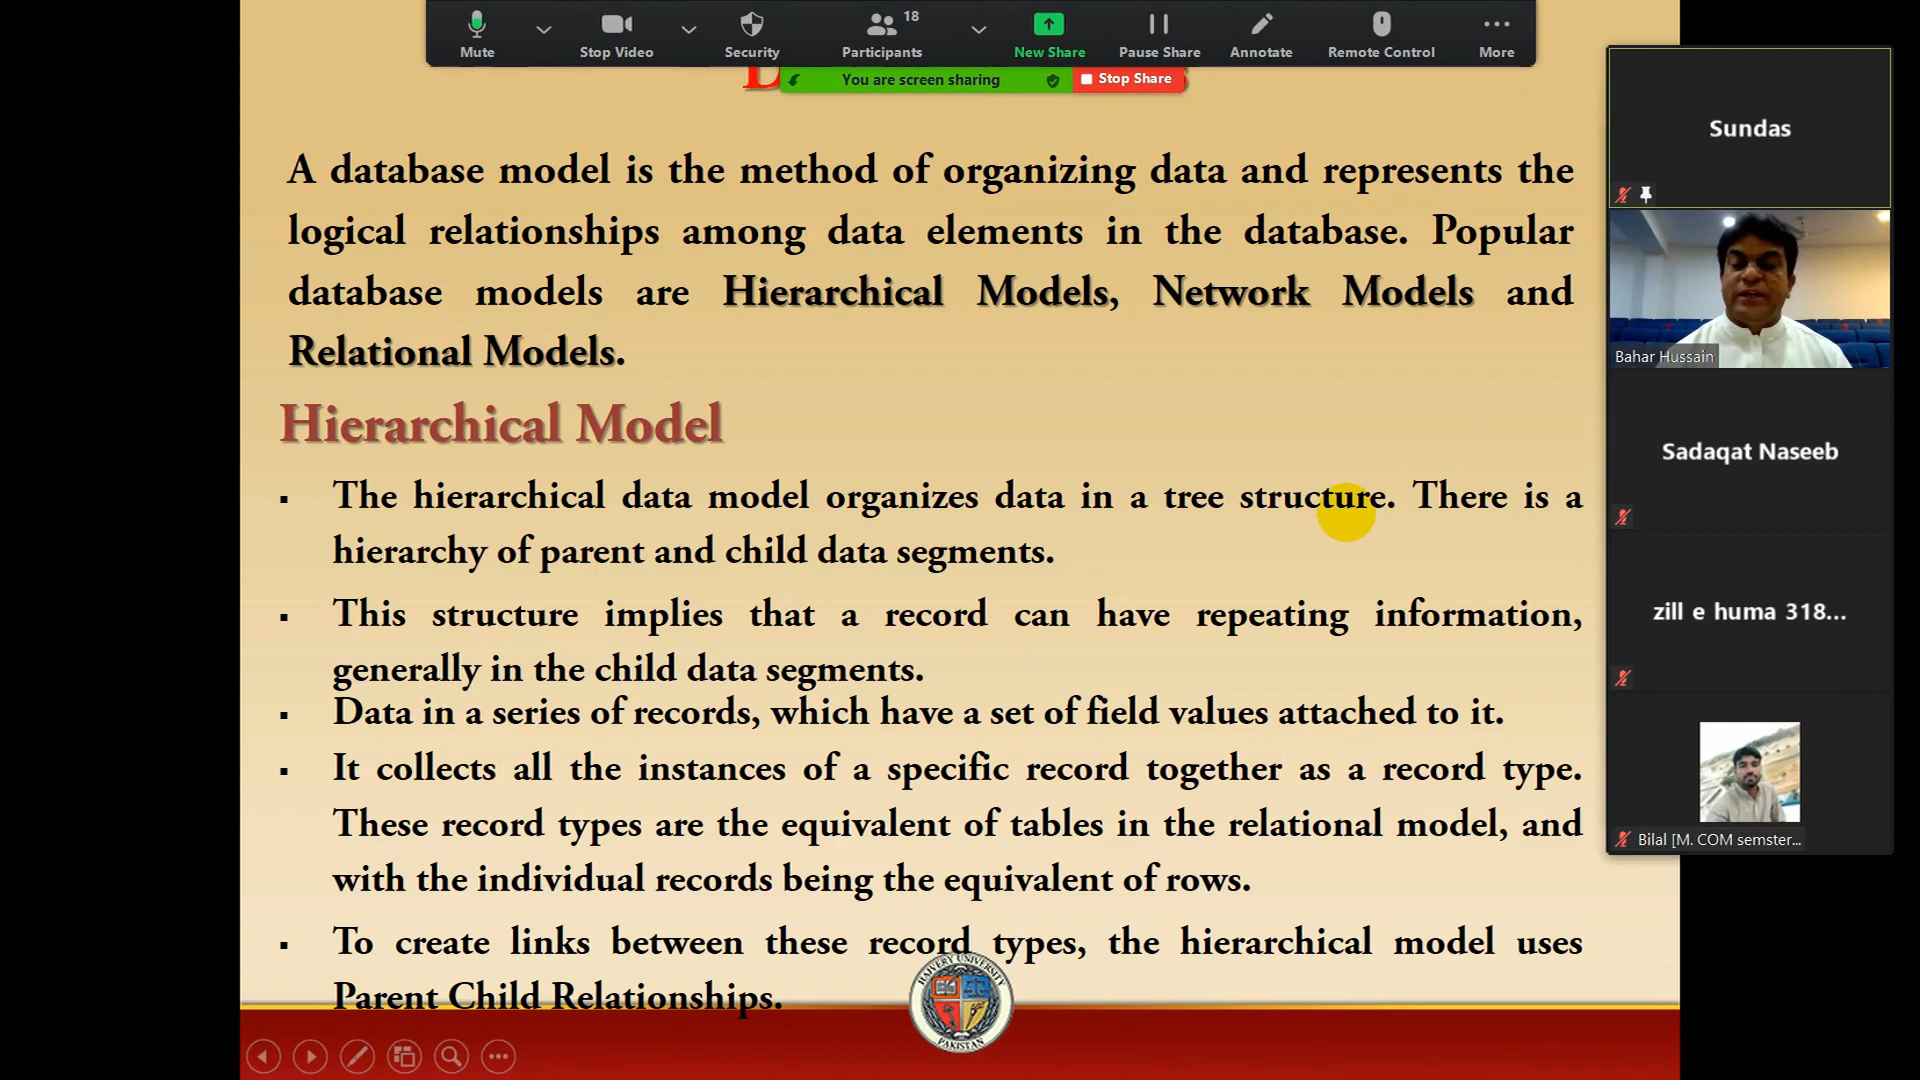 18
Mute
Stop Video
Security
Participants
New Share
Pause Share
Annotate
Remote Control
More
You are screen sharing
Stop Share
A database model is the method of organizing data and represents the
logical relationships among data elements in the database. Popular
database models are Hierarchical Models, Network Models and
Relational Models.
Hierarchical Model
▪ The hierarchical data model organizes data in a tree structure. There is a
hierarchy of parent and child data segments.
▪ This structure implies that a record can have repeating information,
generally in the child data segments.
▪ Data in a series of records, which have a set of field values attached to it.
▪ It collects all the instances of a specific record together as a record type.
These record types are the equivalent of tables in the relational model, and
with the individual records being the equivalent of rows.
▪ To create links between these record types, the hierarchical model uses
Parent Child Relationships.
PAKISTAN
Sundas
Bahar Hussain
Sadaqat Naseeb
zill e huma 318...
Bilal [M. COM semster...